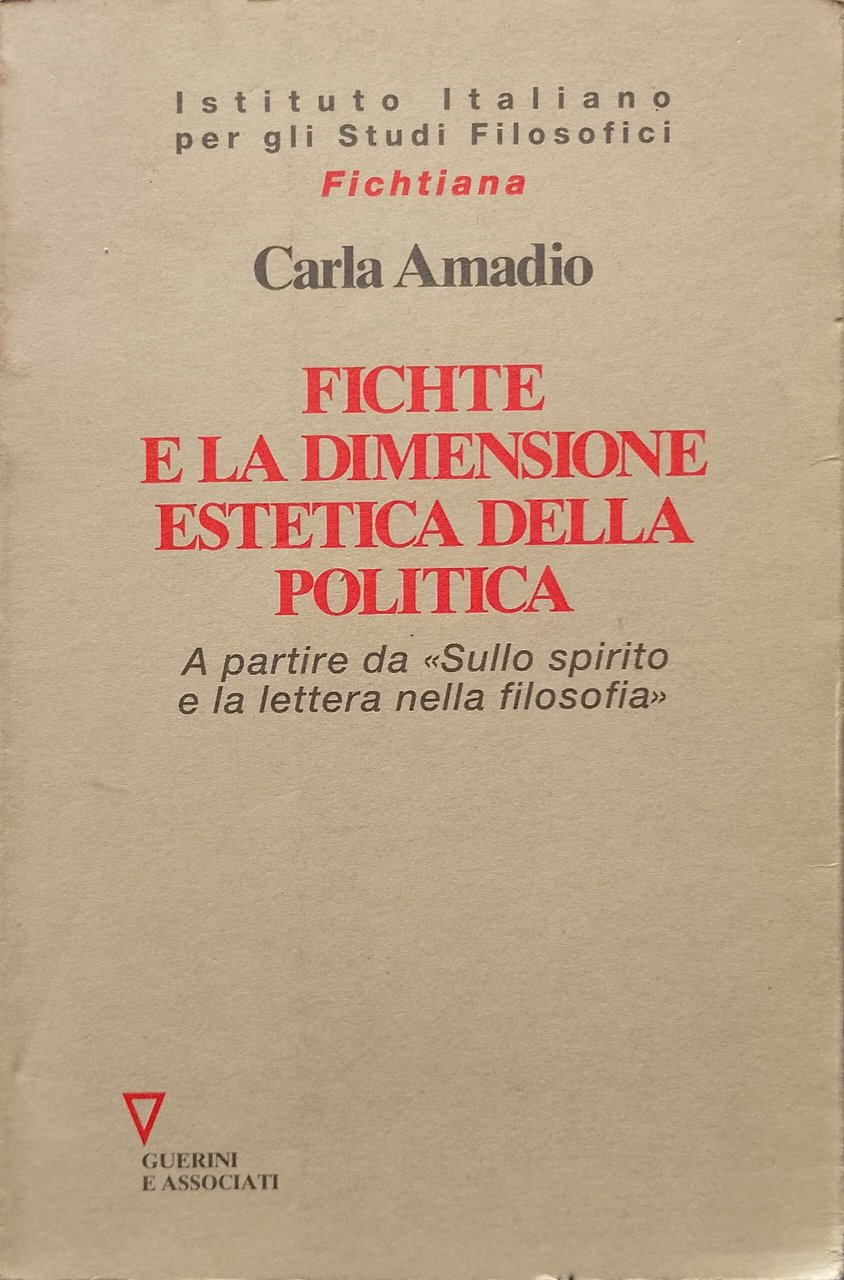 Istituto Italiano
per gli Studi Filosofici
Fichtiana
Carla Amadio
FICHTE
E LA DIMENSIONE
ESTETICA DELLA
POLITICA
A partire da «Sullo spirito
e la lettera nella filosofia»
GUERINI
E ASSOCIATI